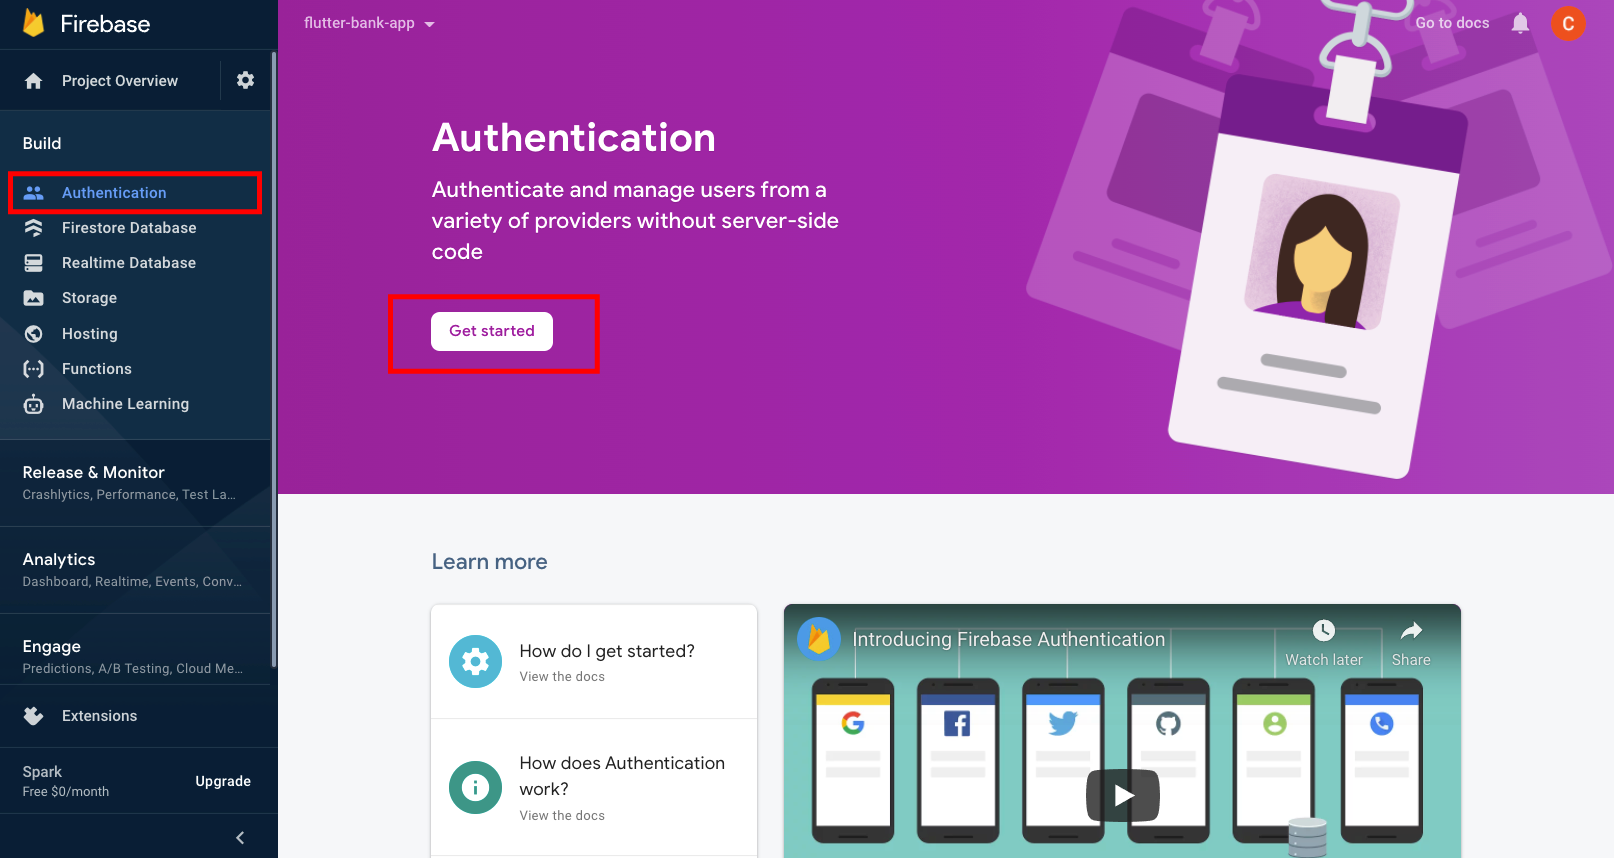 Firebase
Project Overview
Build
Authentication
Firestore Database
Realtime Database
Storage
Hosting
Functions
Machine Learning
Release & Monitor
Crashlytics, Performance, Test La...
Analytics
Dashboard, Realtime, Events, Conv...
Engage
Predictions, A/B Testing, Cloud Me...
Extensions
Spark
Free $0/month
Upgrade
flutter-bank-app
Go to docs
C
Authentication
Authenticate and manage users from a
variety of providers without server-side
code
Get started
Learn more
How do I get started?
View the docs
How does Authentication
work?
View the docs
Introducing Firebase Authentication
Watch later
Share